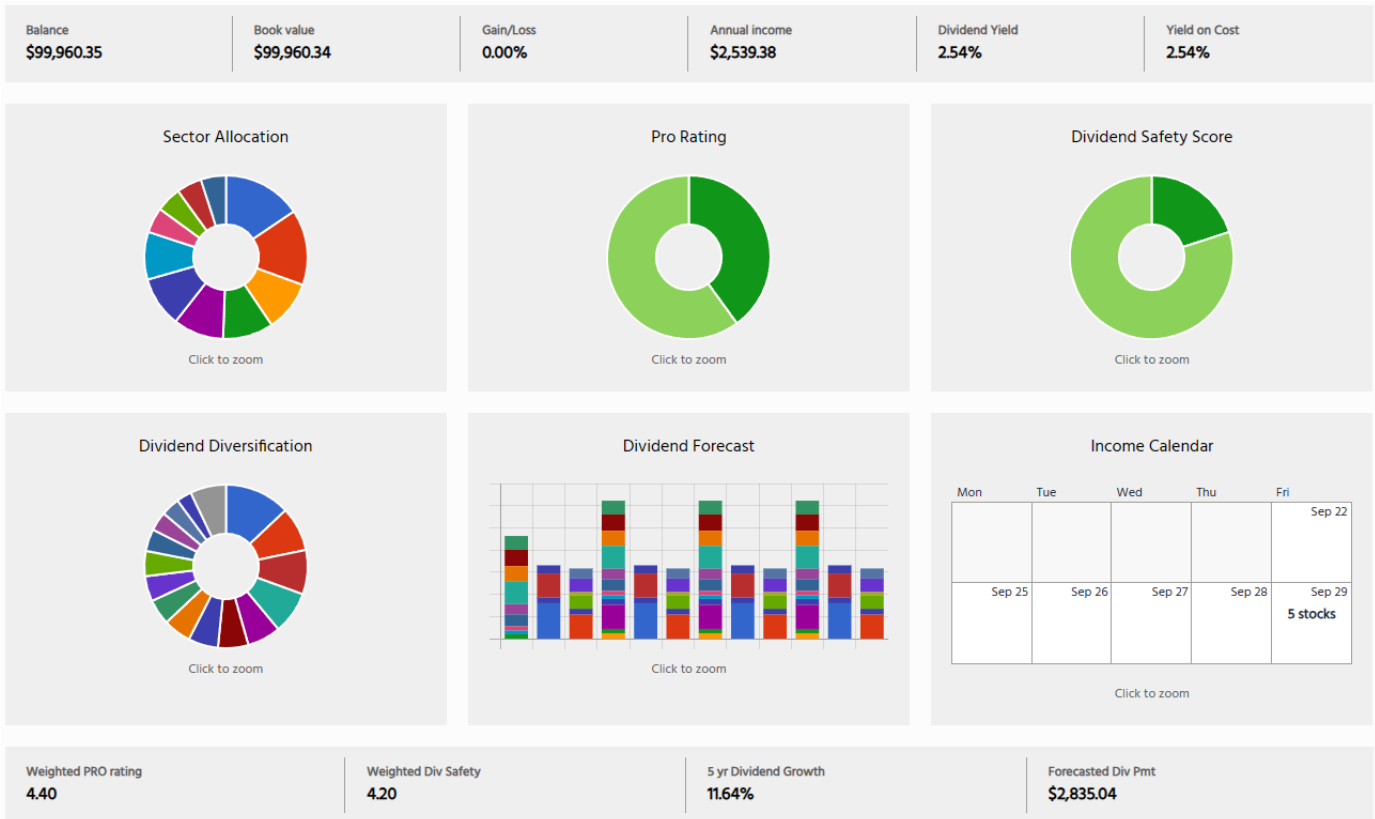 Balance
$99,960.35
Book value
$99,960.34
Gain/Loss
0.00%
Annual income
$2,539.38
Dividend Yield
2.54%
Yield on Cost
2.54%
Sector Allocation
Click to zoom
Pro Rating
Click to zoom
Dividend Safety Score
Click to zoom
Dividend Diversification
Click to zoom
Dividend Forecast
Click to zoom
Income Calendar
Mon Tue Wed Thu Fri
Sep 22
Sep 25 Sep 26 Sep 27 Sep 28 Sep 29
5 stocks
Click to zoom
Weighted PRO rating
4.40
Weighted Div Safety
4.20
5 yr Dividend Growth
11.64%
Forecasted Div Pmt
$2,835.04